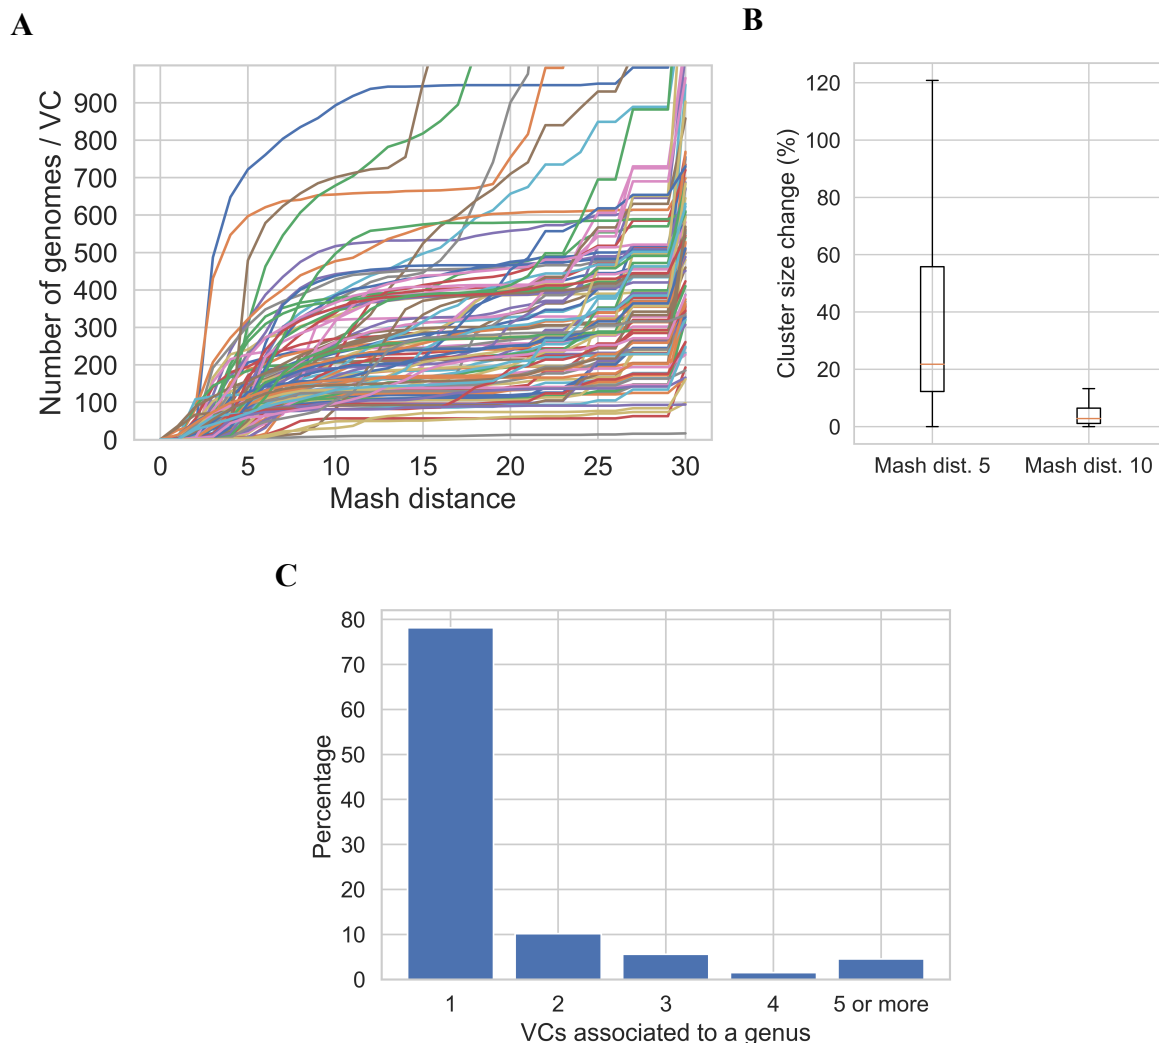 A
Number of genomes / VC
900
800
700
600
500
400
300
200
100
0
0 5 10 15 20 25 30
Mash distance
B
Cluster size change (%)
120
100
80
60
40
20
0
Mash dist. 5 Mash dist. 10
C
Percentage
80
70
60
50
40
30
20
10
0
1 2 3 4 5 or more
VCs associated to a genus